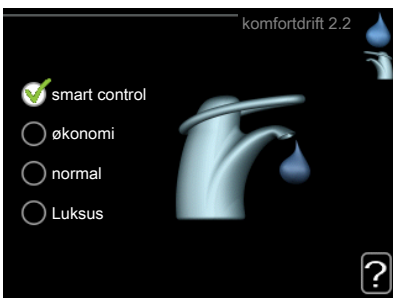 komfortdrift 2.2
smart control
økonomi
normal
Luksus
?